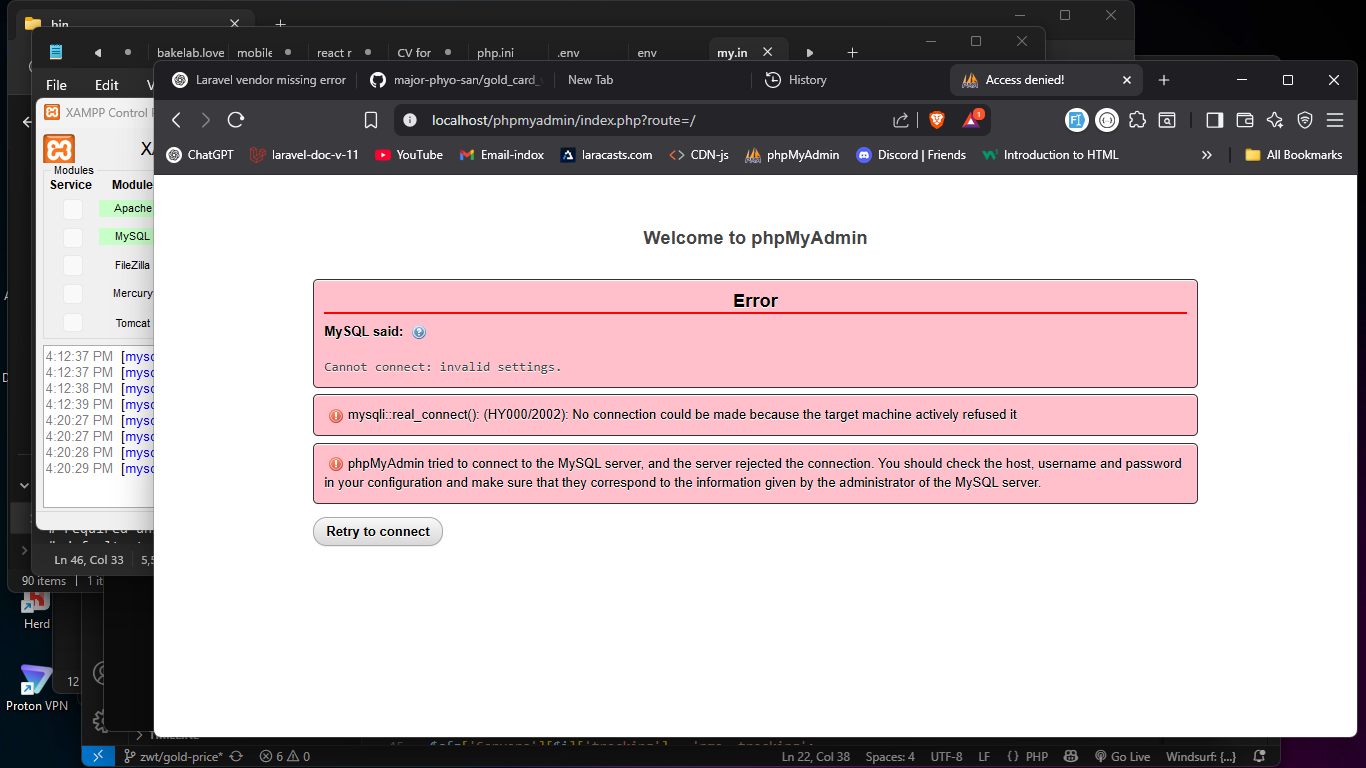 bin
bakelab.love
mobile
react r
CV for
php.ini
.env
env
my.in
File
Edit
Laravel vendor missing error
major-phyo-san/gold_card_
New Tab
History
Access denied!
XAMPP Control
localhost/phpmyadmin/index.php?route=/
1
ChatGPT
laravel-doc-v-11
YouTube
Email-index
laracasts.com
CDN-js
phpMyAdmin
Discord | Friends
Introduction to HTML
All Bookmarks
Modules
Service
Module
Apache
MySQL
FileZilla
Mercury
Tomcat
Welcome to phpMyAdmin
Error
MySQL said:
Cannot connect: invalid settings.
mysqli::real_connect(): (HY000/2002): No connection could be made because the target machine actively refused it
phpMyAdmin tried to connect to the MySQL server, and the server rejected the connection. You should check the host, username and password
in your configuration and make sure that they correspond to the information given by the administrator of the MySQL server.
Retry to connect
4:12:37 PM [mysq
4:12:37 PM [mysq
4:12:38 PM [mysq
4:12:39 PM [mysq
4:20:27 PM [mysq
4:20:27 PM [mysq
4:20:28 PM [mysq
4:20:29 PM [mysq
Ln 46, Col 33
90 items
Herd
12
Proton VPN
zwt/gold-price*
6
0
Ln 22, Col 38
Spaces: 4
UTF-8
LF
{ } PHP
Go Live
Windsurf: {...}